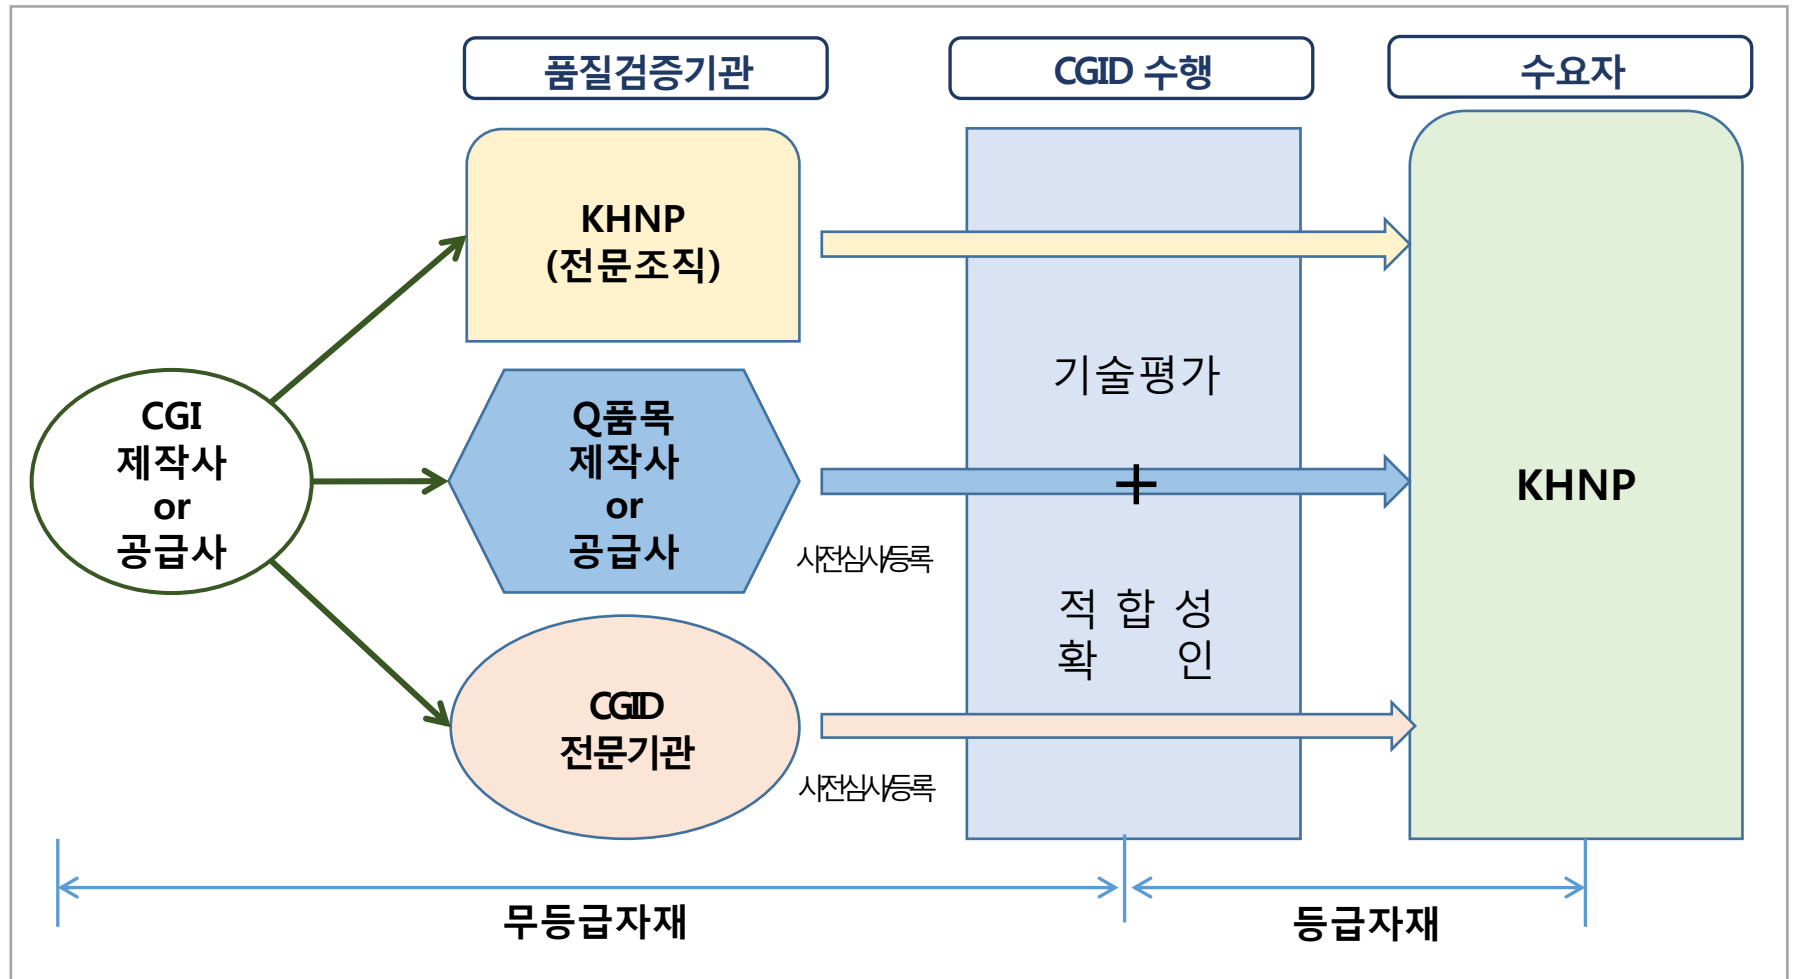 품질검증기관
CGID 수행
수요자
KHNP
(전문조직)
CGI
제작사
or
공급사
Q품목
제작사
or
공급사
사전심사/등록
CGID
전문기관
사전심사/등록
기술평가
+
적 합 성
확 인
KHNP
무등급자재
등급자재